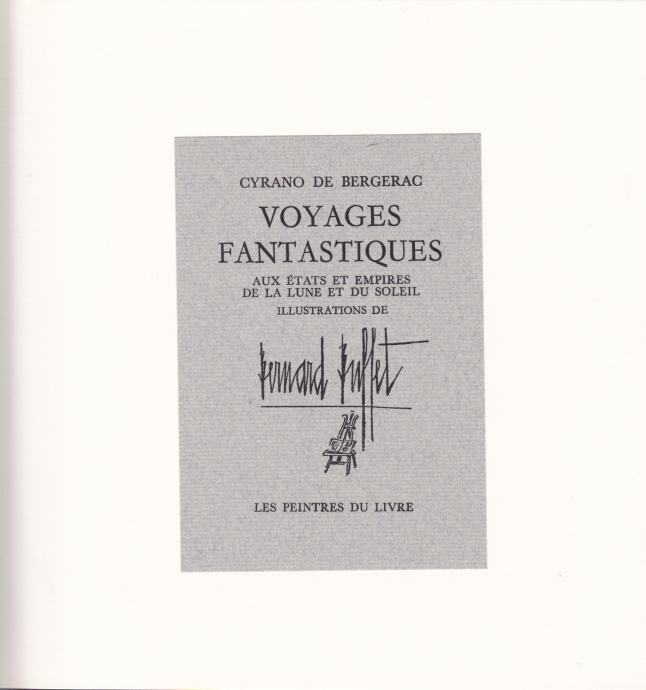 CYRANO DE BERGERAC
VOYAGES
FANTASTIQUES
AUX ÉTATS ET EMPIRES
DE LA LUNE ET DU SOLEIL
ILLUSTRATIONS DE
Bernard Buffet
LES PEINTRES DU LIVRE